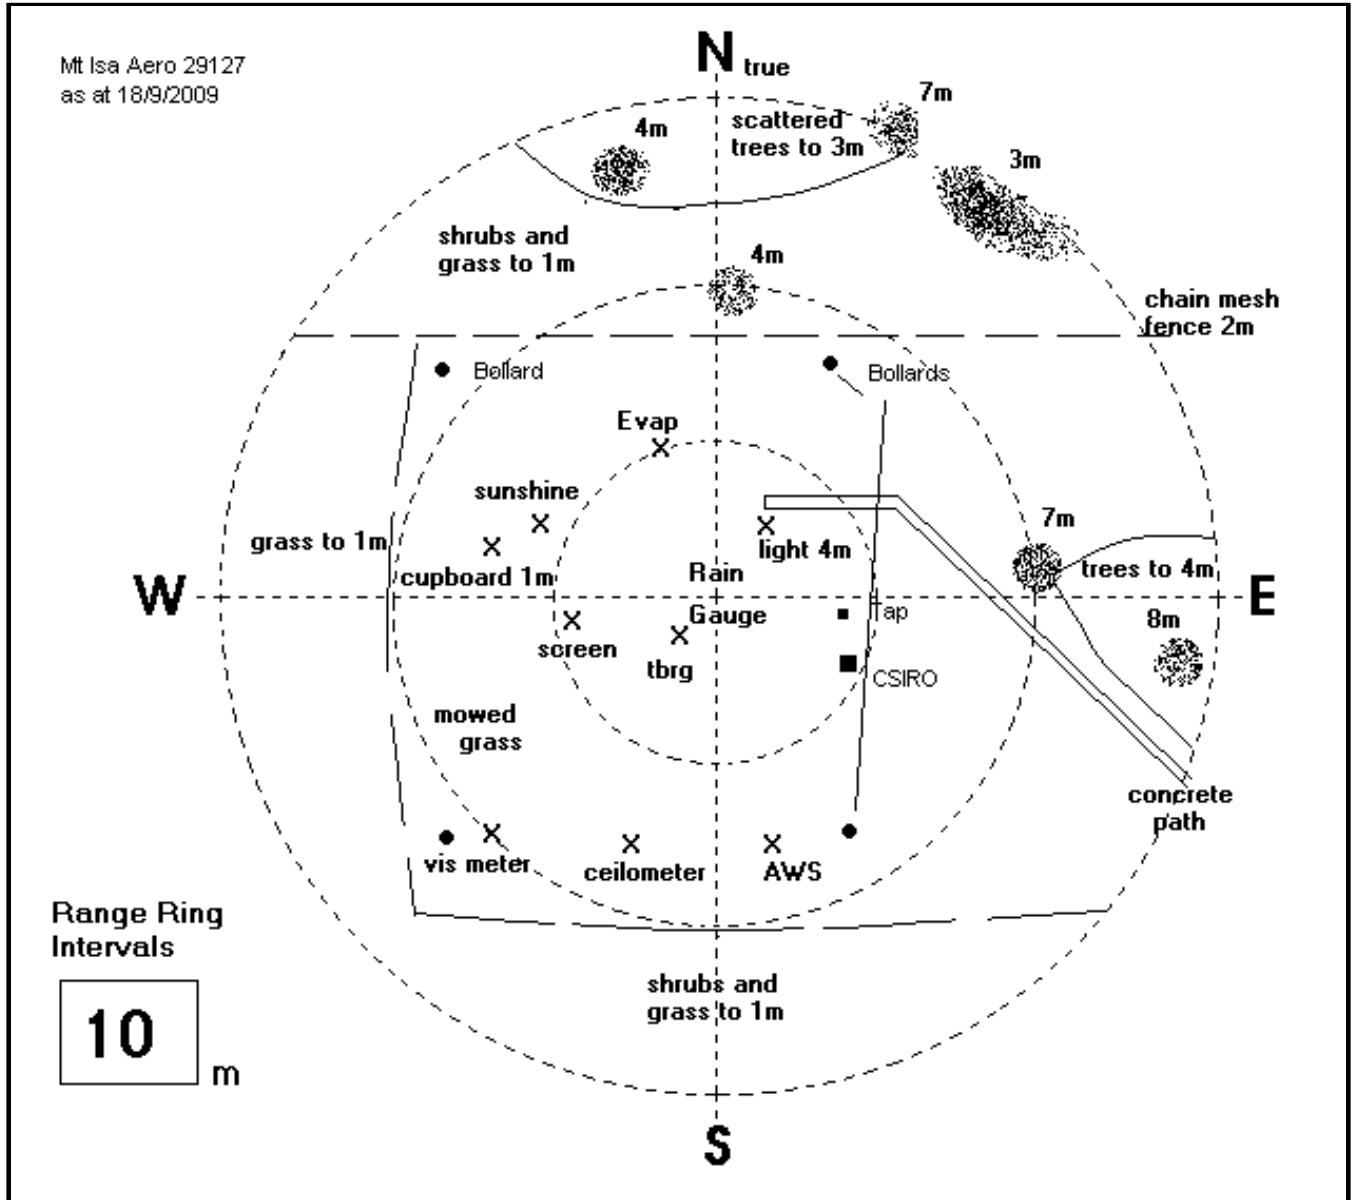 N true
Mt Isa Aero 29127
as at 18/9/2009
7m
4m
scattered
trees to 3m
3m
shrubs and
grass to 1m
4m
chain mesh
fence 2m
Bollard
Bollards
Evap
sunshine
7m
grass to 1m
light 4m
cupboard 1m
Rain
Gauge
trees to 4m
W
E
Tap
8m
screen
tbrg
CSIRO
mowed
grass
concrete
path
vis meter
ceilometer
AWS
Range Ring
Intervals
10 m
shrubs and
grass to 1m
S